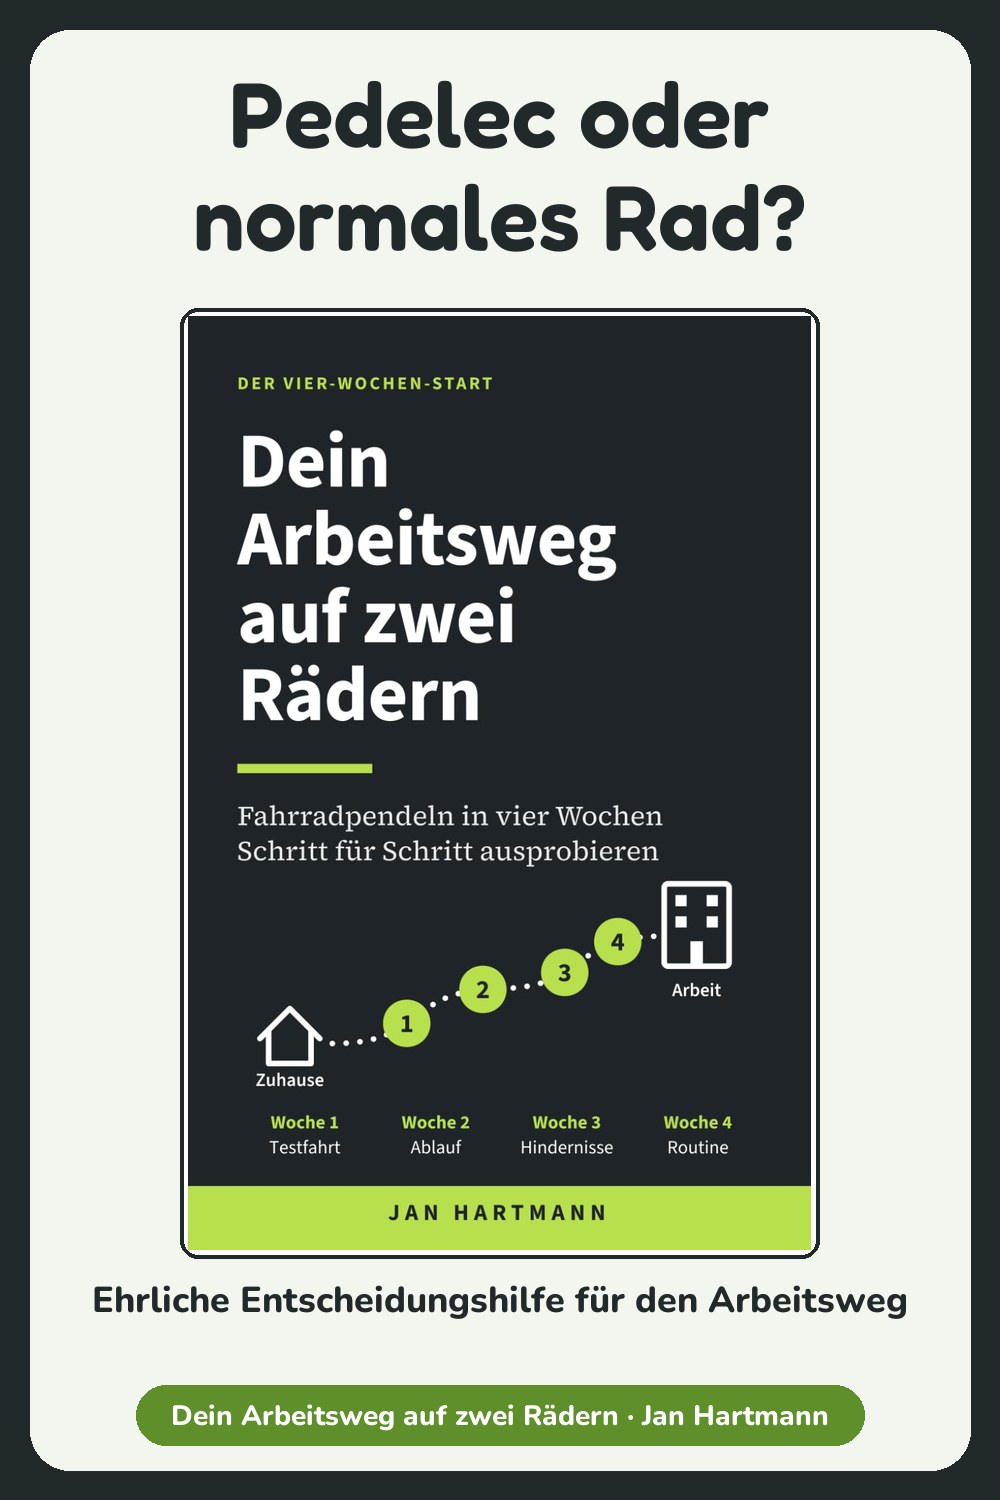 Pedelec oder
normales Rad?
DER VIER-WOCHEN-START
Dein
Arbeitsweg
auf zwei
Rädern
Fahrradpendeln in vier Wochen
Schritt für Schritt ausprobieren
Zuhause
1
2
3
4
Arbeit
Woche 1 Woche 2 Woche 3 Woche 4
Testfahrt Ablauf Hindernisse Routine
JAN HARTMANN
Ehrliche Entscheidungshilfe für den Arbeitsweg
Dein Arbeitsweg auf zwei Rädern · Jan Hartmann